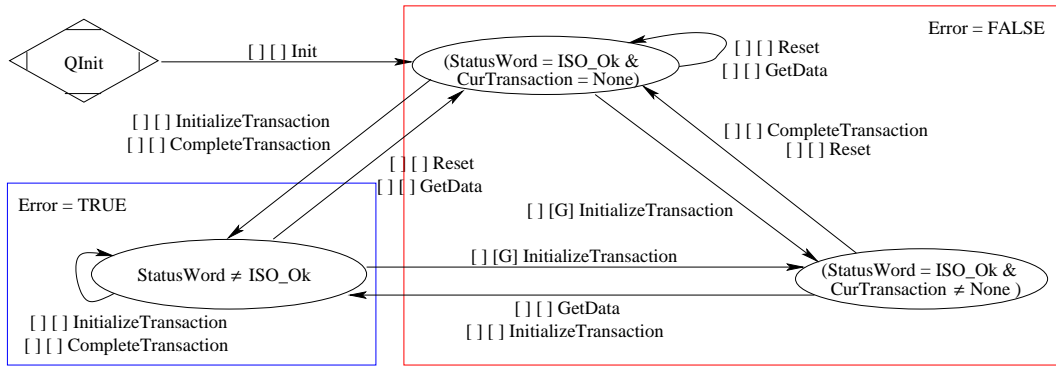 Error = FALSE
QInit
[ ] [ ] Init
(StatusWord = ISO_Ok &
CurTransaction = None)
[ ] [ ] Reset
[ ] [ ] GetData
[ ] [ ] InitializeTransaction
[ ] [ ] CompleteTransaction
[ ] [ ] CompleteTransaction
[ ] [ ] Reset
[ ] [ ] Reset
[ ] [ ] GetData
Error = TRUE
[ ] [G] InitializeTransaction
StatusWord ≠ ISO_Ok
[ ] [G] InitializeTransaction
(StatusWord = ISO_Ok &
CurTransaction ≠ None )
[ ] [ ] GetData
[ ] [ ] InitializeTransaction
[ ] [ ] InitializeTransaction
[ ] [ ] CompleteTransaction